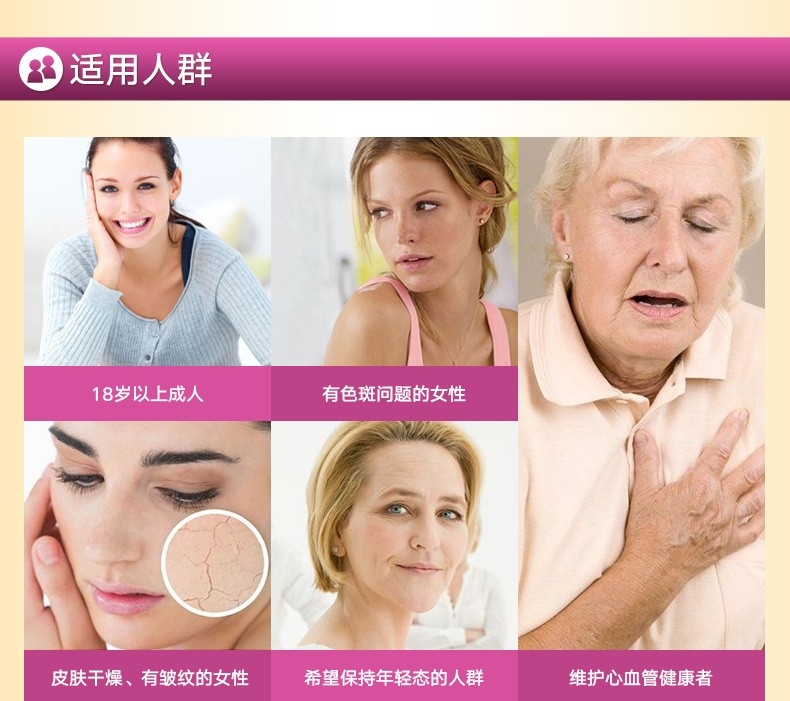 适用人群
18岁以上成人
有色斑问题的女性
皮肤干燥、有皱纹的女性
希望保持年轻态的人群
维护心血管健康者